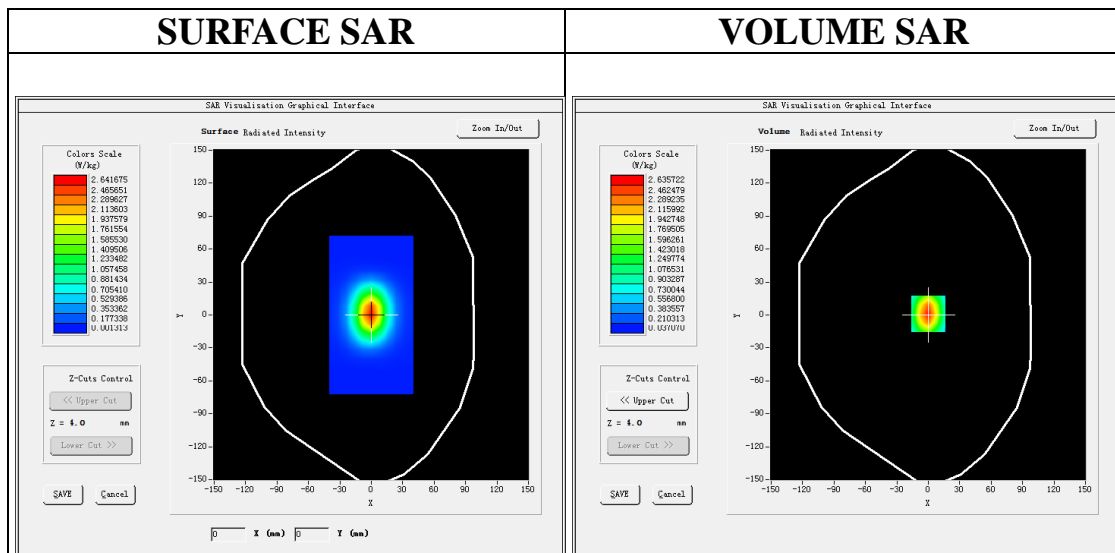 SURFACE SAR
VOLUME SAR
SAR Visualisation Graphical Interface
Surface Radiated Intensity
Zoom In/Out
Colors Scale
(W/kg)
2.641675
2.465651
2.289627
2.113603
1.937579
1.761554
1.585530
1.409506
1.233482
1.057458
0.881434
0.705410
0.529386
0.353362
0.177338
0.001313
Z-Cuts Control
<< Upper Cut
Z = 4.0 mm
Lower Cut >>
SAVE Cancel
150
120
90
60
30
0
-30
-60
-90
-120
-150
Y
-150 -120 -90 -60 -30 0 30 60 90 120 150
X
0 X (mm) 0 Y (mm)
SAR Visualisation Graphical Interface
Volume Radiated Intensity
Zoom In/Out
Colors Scale
(W/kg)
2.635722
2.462479
2.289235
2.115992
1.942748
1.769505
1.596261
1.423018
1.249774
1.076531
0.903287
0.730044
0.556800
0.383557
0.210313
0.037070
Z-Cuts Control
<< Upper Cut
Z = 4.0 mm
Lower Cut >>
SAVE Cancel
150
120
90
60
30
0
-30
-60
-90
-120
-150
Y
-150 -120 -90 -60 -30 0 30 60 90 120 150
X